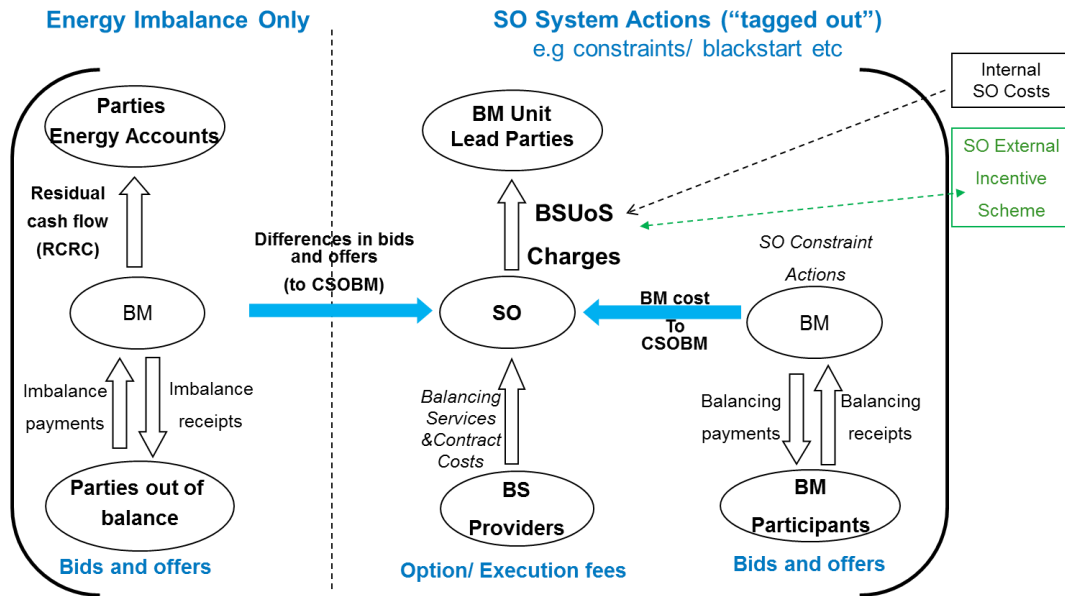 Energy Imbalance Only
SO System Actions (“tagged out”)
e.g constraints/ blackstart etc
Parties
Energy Accounts
Residual
cash flow
(RCRC)
BM
Imbalance
payments
Imbalance
receipts
Parties out of
balance
Bids and offers
Differences in bids
and offers
(to CSOBM)
BM Unit
Lead Parties
BSUoS
Charges
SO
Balancing
Services
&Contract
Costs
BS
Providers
Option/ Execution fees
SO Constraint
Actions
BM cost
To
CSOBM
BM
Balancing
payments
Balancing
receipts
BM
Participants
Bids and offers
Internal
SO Costs
SO External
Incentive
Scheme